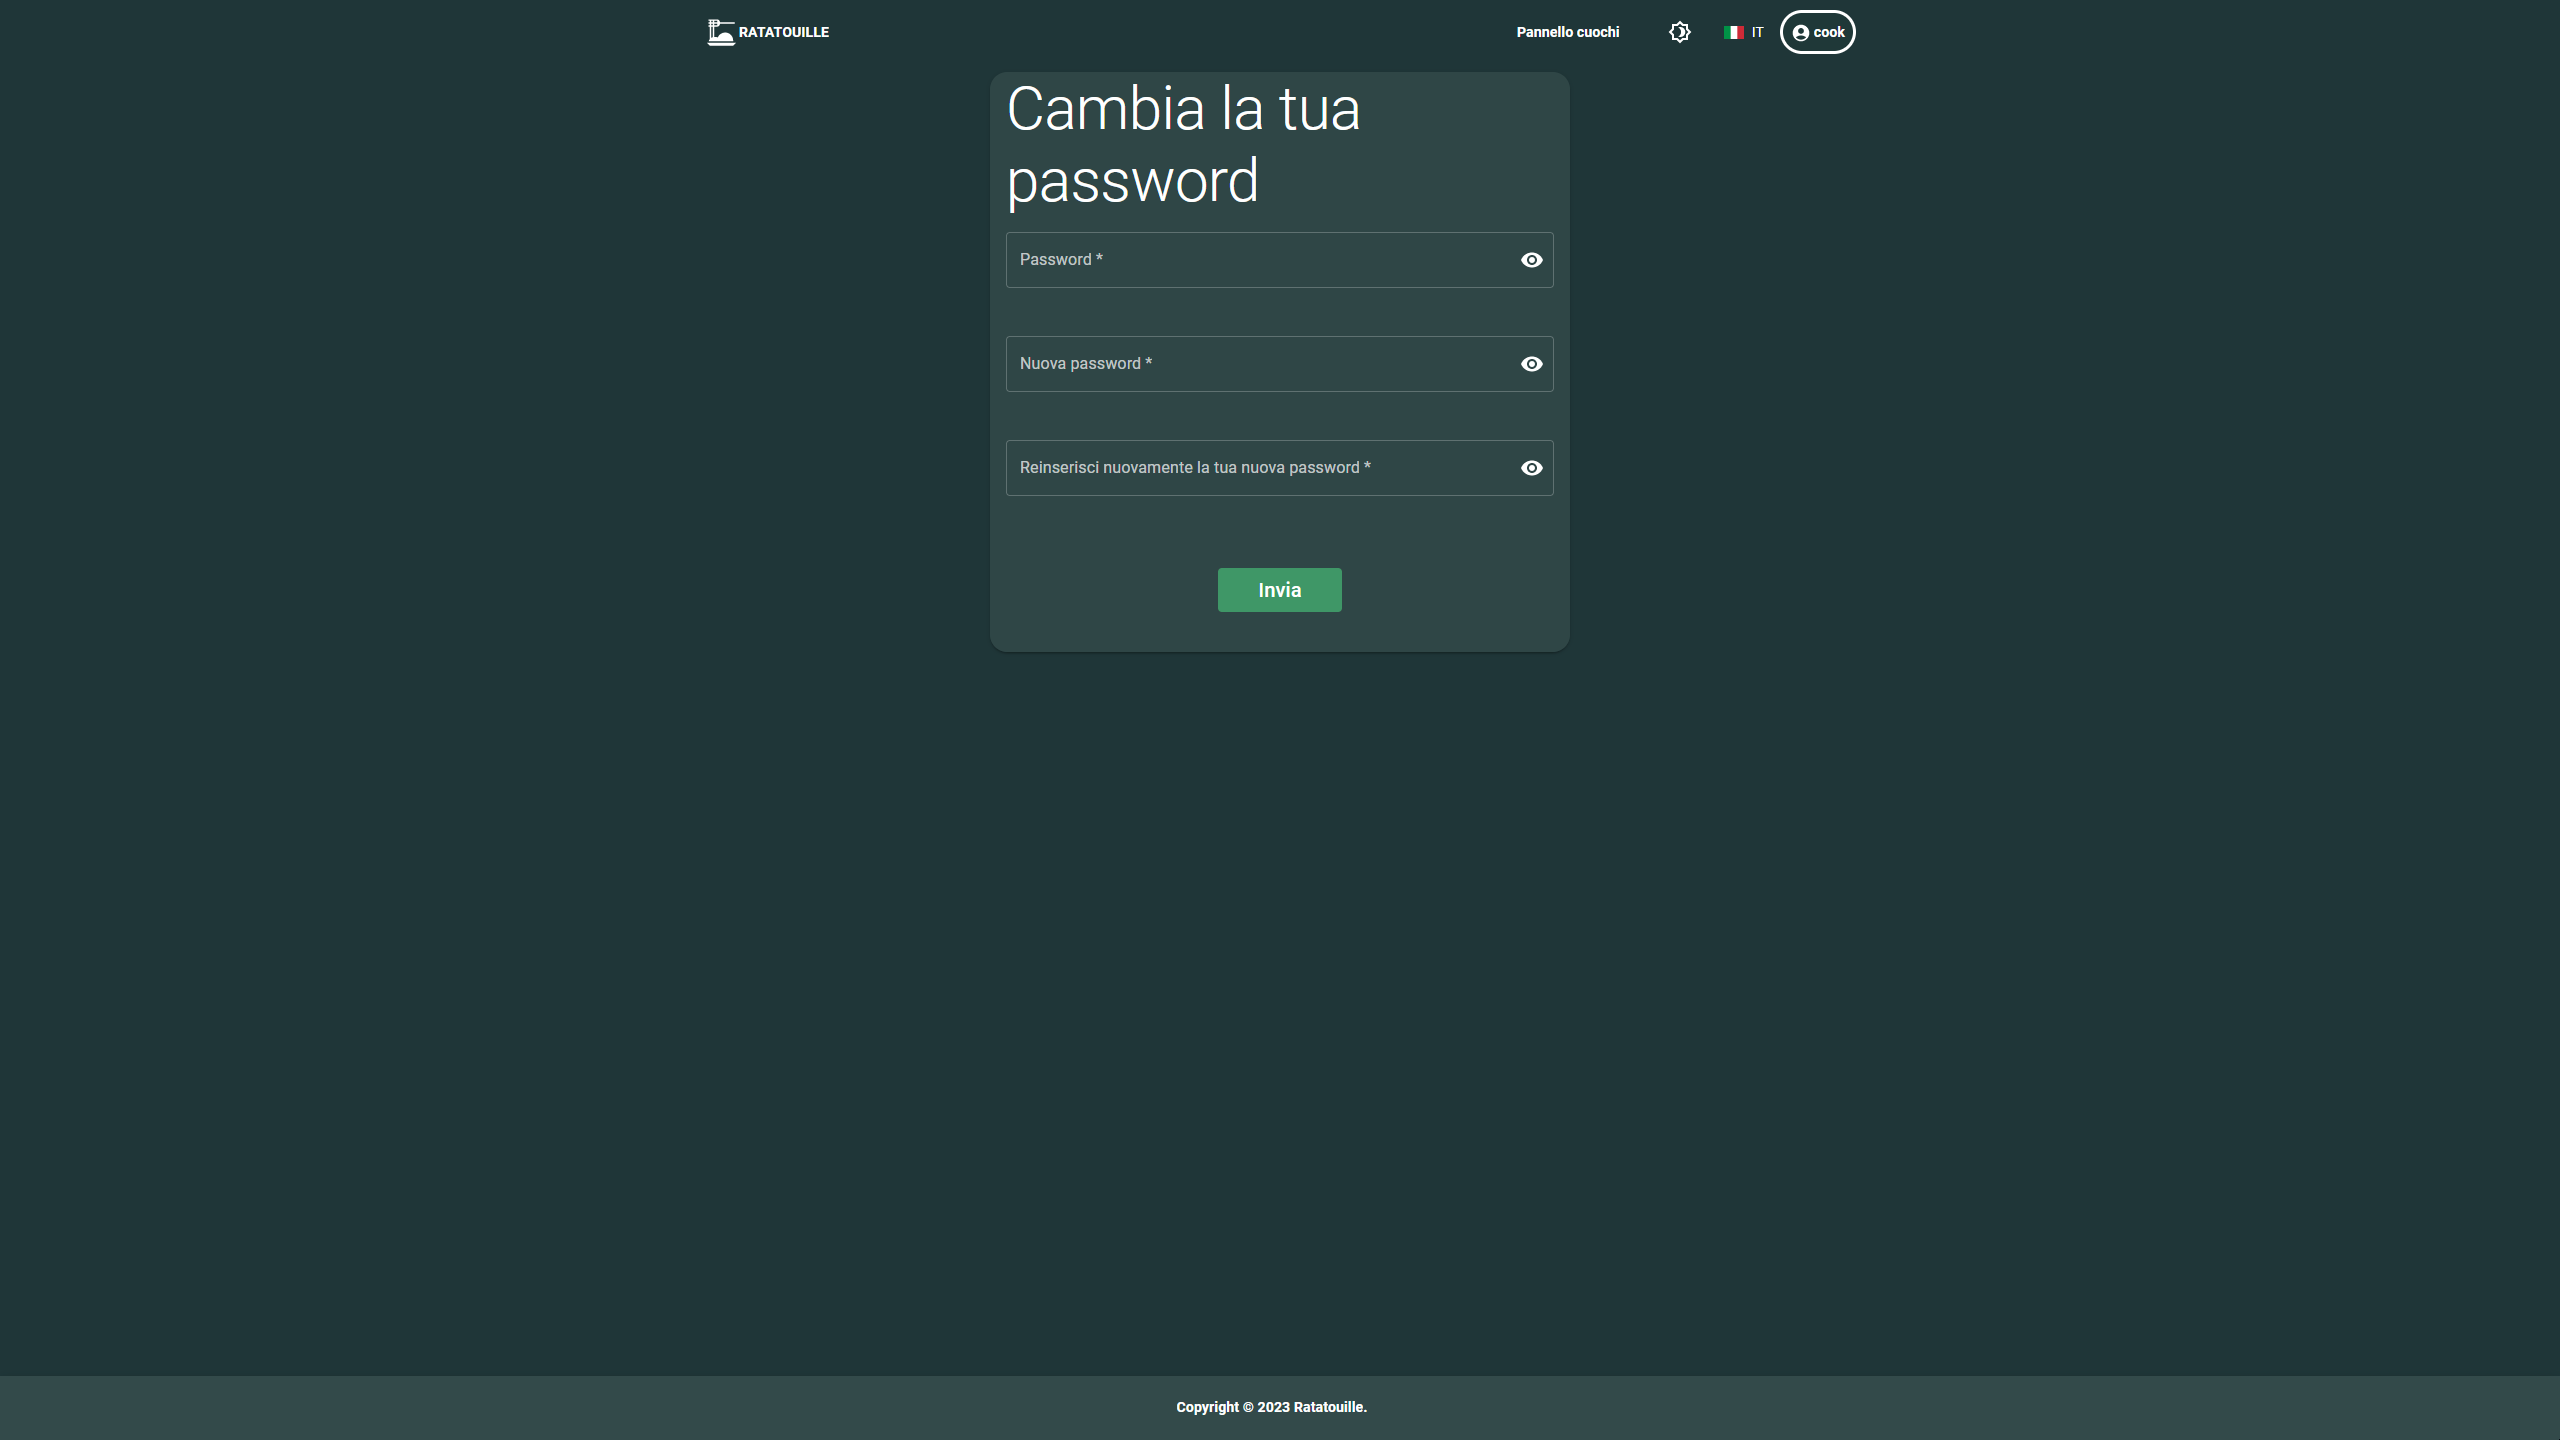 RATATOUILLE
Pannello cuochi
IT
cook
Cambia la tua
password
Password *
Nuova password *
Reinserisci nuovamente la tua nuova password *
Invia
Copyright © 2023 Ratatouille.